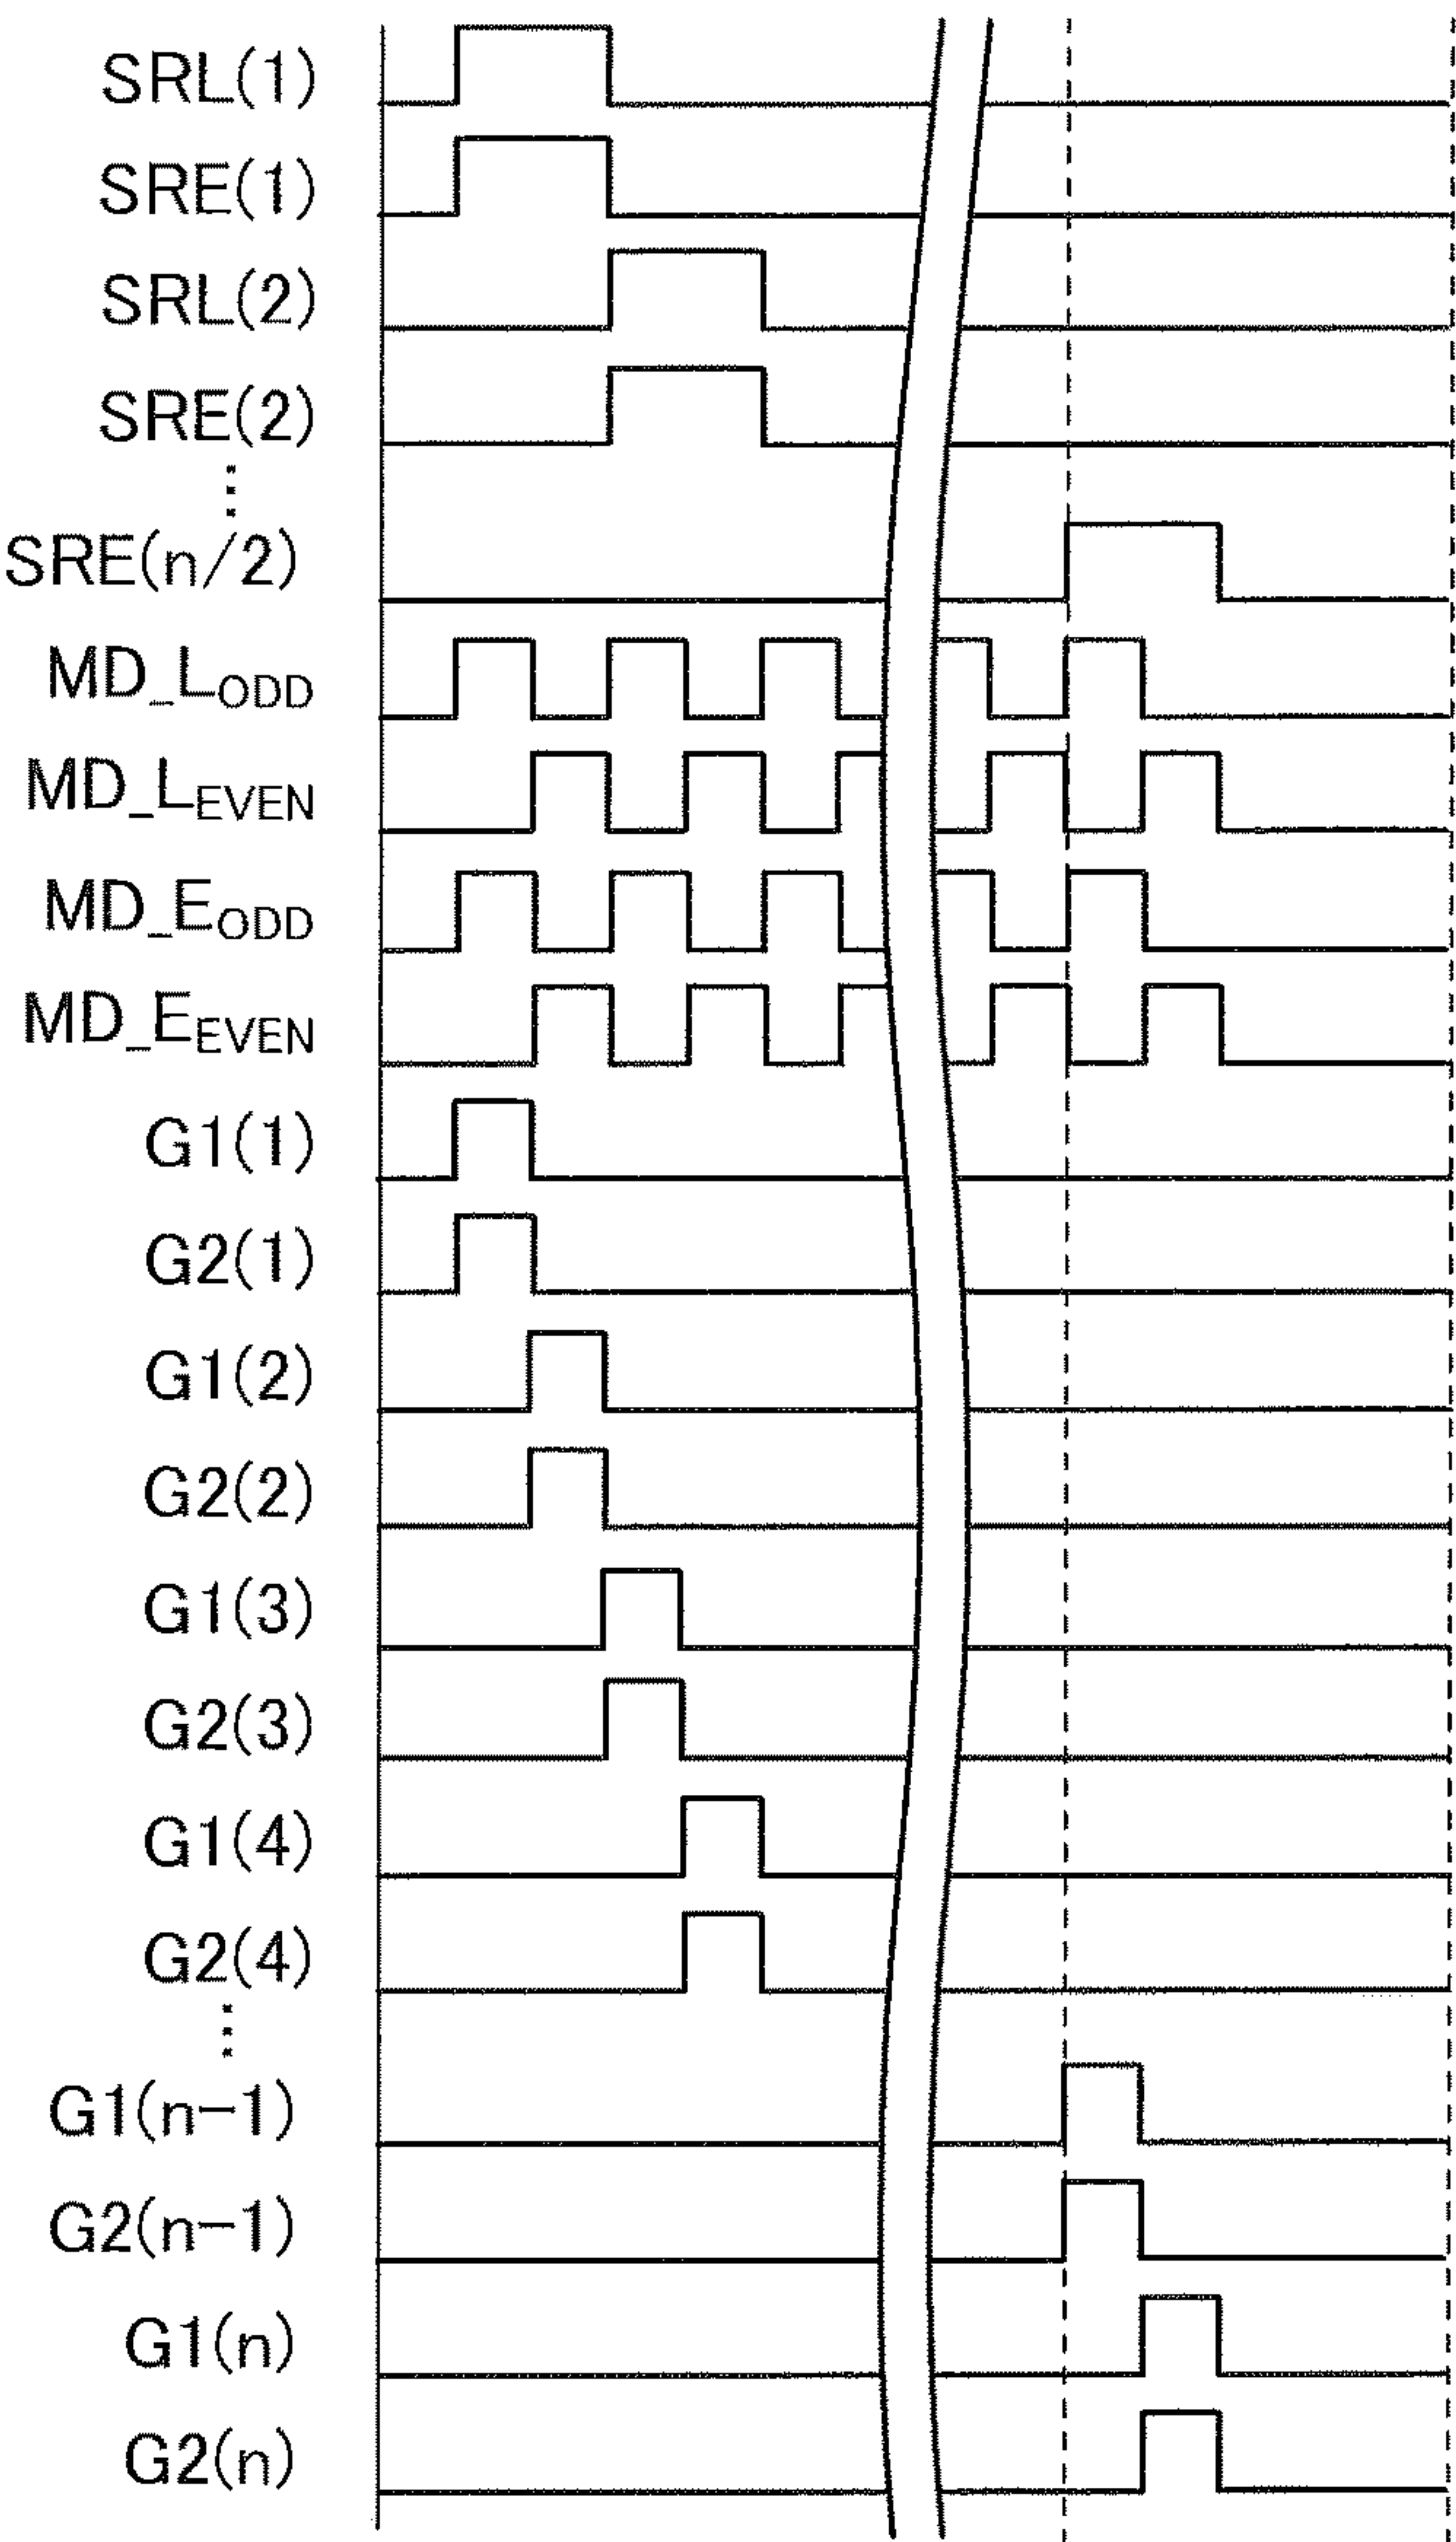 SRL(1)
SRE(1)
SRL(2)
SRE(2)
⋮
SRE(n/2)
MD_LODD
MD_LEVEN
MD_EODD
MD_EEVEN
G1(1)
G2(1)
G1(2)
G2(2)
G1(3)
G2(3)
G1(4)
G2(4)
⋮
G1(n-1)
G2(n-1)
G1(n)
G2(n)